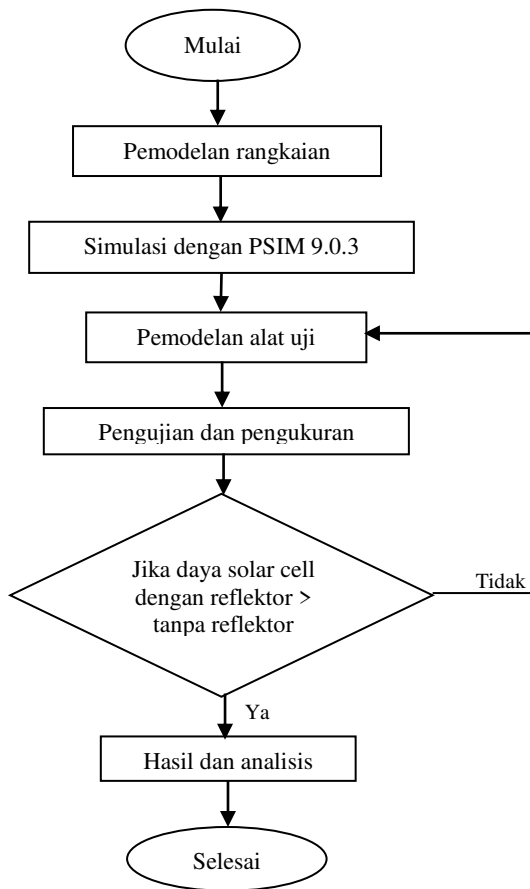 Mulai
Pemodelan rangkaian
Simulasi dengan PSIM 9.0.3
Pemodelan alat uji
Pengujian dan pengukuran
Jika daya solar cell
dengan reflektor >
tanpa reflektor
Tidak
Ya
Hasil dan analisis
Selesai